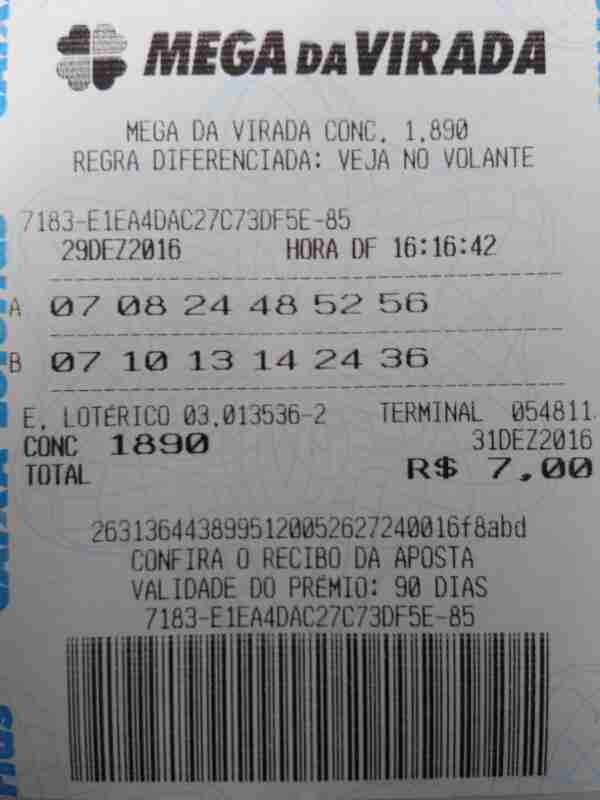 MEGA DA VIRADA
MEGA DA VIRADA CONC. 1.890
REGRA DIFERENCIADA: VEJA NO VOLANTE
7183-E1EA4DAC27C73DF5E-85
29DEZ2016 HORA DF 16:16:42
A 07 08 24 48 52 56
B 07 10 13 14 24 36
E. LOTÉRICO 03.013536-2 TERMINAL 054811
CONC 1890 31DEZ2016
TOTAL R$ 7,00
2631364438995120052627240016f8abd
CONFIRA O RECIBO DA APOSTA
VALIDADE DO PRÊMIO: 90 DIAS
7183-E1EA4DAC27C73DF5E-85